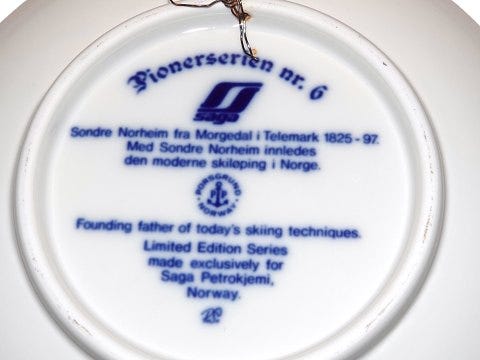 Pionerserien nr. 6
saga
Sondre Norheim fra Morgedal i Telemark 1825-97.
Med Sondre Norheim innledes
den moderne skiløping i Norge.
PORSGRUND
NORWAY
Founding father of today's skiing techniques.
Limited Edition Series
made exclusively for
Saga Petrokjemi,
Norway.